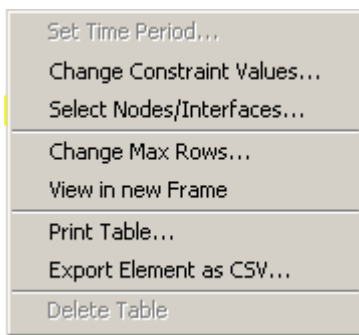 Set Time Period...
Change Constraint Values...
Select Nodes/Interfaces...
Change Max Rows...
View in new Frame
Print Table...
Export Element as CSV...
Delete Table